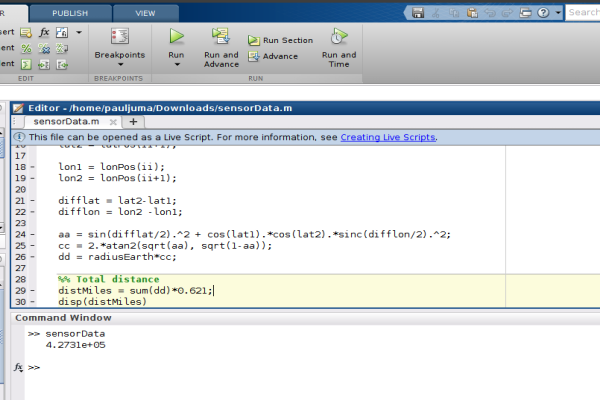 R PUBLISH VIEW
Search
sert fx
ent %
dent
Breakpoints Run Run and Advance Run Section Advance Run and Time
EDIT BREAKPOINTS RUN
Editor - /home/pauljuma/Downloads/sensorData.m
sensorData.m × +
This file can be opened as a Live Script. For more information, see Creating Live Scripts.
16 lat2 = latPos(ii+1);
17
18 - lon1 = lonPos(ii);
19 - lon2 = lonPos(ii+1);
20
21 - difflat = lat2-lat1;
22 - difflon = lon2 -lon1;
23
24 - aa = sin(difflat/2).^2 + cos(lat1).*cos(lat2).*sinc(difflon/2).^2;
25 - cc = 2.*atan2(sqrt(aa), sqrt(1-aa));
26 - dd = radiusEarth*cc;
27
28 %% Total distance
29 - distMiles = sum(dd)*0.621;
30 - disp(distMiles)
Command Window
>> sensorData
4.2731e+05
fx >>